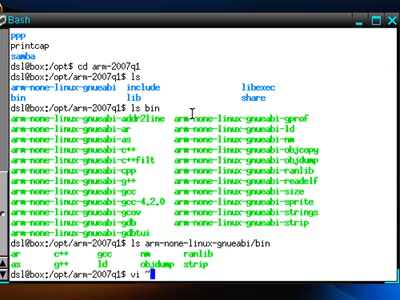 Bash
ppp
printcap
samba
dsl@box:/opt$ cd arm-2007q1
dsl@box:/opt/arm-2007q1$ ls
arm-none-linux-gnueabi include libexec
bin lib share
dsl@box:/opt/arm-2007q1$ ls bin
arm-none-linux-gnueabi-addr2line arm-none-linux-gnueabi-gprof
arm-none-linux-gnueabi-ar arm-none-linux-gnueabi-ld
arm-none-linux-gnueabi-as arm-none-linux-gnueabi-nm
arm-none-linux-gnueabi-c++ arm-none-linux-gnueabi-objcopy
arm-none-linux-gnueabi-c++filt arm-none-linux-gnueabi-objdump
arm-none-linux-gnueabi-cpp arm-none-linux-gnueabi-ranlib
arm-none-linux-gnueabi-g++ arm-none-linux-gnueabi-readelf
arm-none-linux-gnueabi-gcc arm-none-linux-gnueabi-size
arm-none-linux-gnueabi-gcc-4.2.0 arm-none-linux-gnueabi-sprite
arm-none-linux-gnueabi-gcov arm-none-linux-gnueabi-strings
arm-none-linux-gnueabi-gdb arm-none-linux-gnueabi-strip
arm-none-linux-gnueabi-gdbtui
dsl@box:/opt/arm-2007q1$ ls arm-none-linux-gnueabi/bin
ar c++ gcc nm ranlib
as g++ ld objdump strip
dsl@box:/opt/arm-2007q1$ vi ~